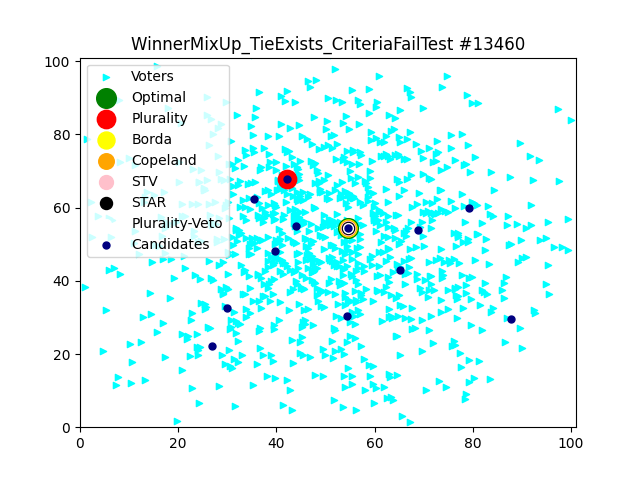 WinnerMixUp_TieExists_CriteriaFailTest #13460
Voters
Optimal
Plurality
Borda
Copeland
STV
STAR
Plurality-Veto
Candidates
100
80
60
40
20
0
0 20 40 60 80 100